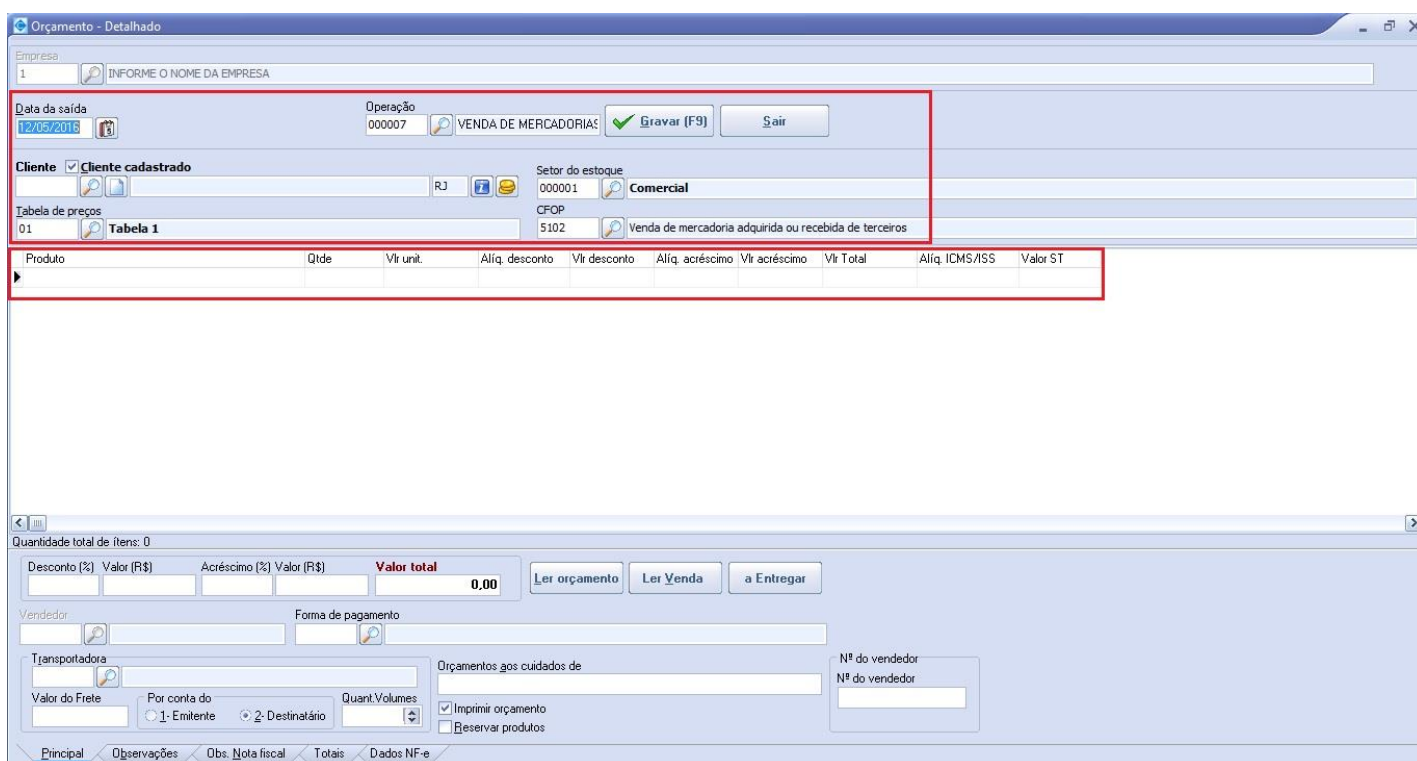 Orçamento - Detalhado
Empresa
1 INFORME O NOME DA EMPRESA
Data da saída Operação
12/05/2016 000007 VENDA DE MERCADORIAS Gravar (F9) Sair
Cliente Cliente cadastrado Setor do estoque
RJ 000001 Comercial
Tabela de preços CFOP
01 Tabela 1 5102 Venda de mercadoria adquirida ou recebida de terceiros
Produto Qtde Vlr unit. Alíq. desconto Vlr desconto Alíq. acréscimo Vlr acréscimo Vlr Total Alíq. ICMS/ISS Valor ST
Quantidade total de ítens: 0
Desconto (%) Valor (R$) Acréscimo (%) Valor (R$) Valor total
0,00 Ler orçamento Ler Venda a Entregar
Vendedor Forma de pagamento
Transportadora Orçamentos aos cuidados de Nº do vendedor
Nº do vendedor
Valor do Frete Por conta do Quant.Volumes
1- Emitente 2- Destinatário Imprimir orçamento
Reservar produtos
Principal Observações Obs. Nota fiscal Totais Dados NF-e